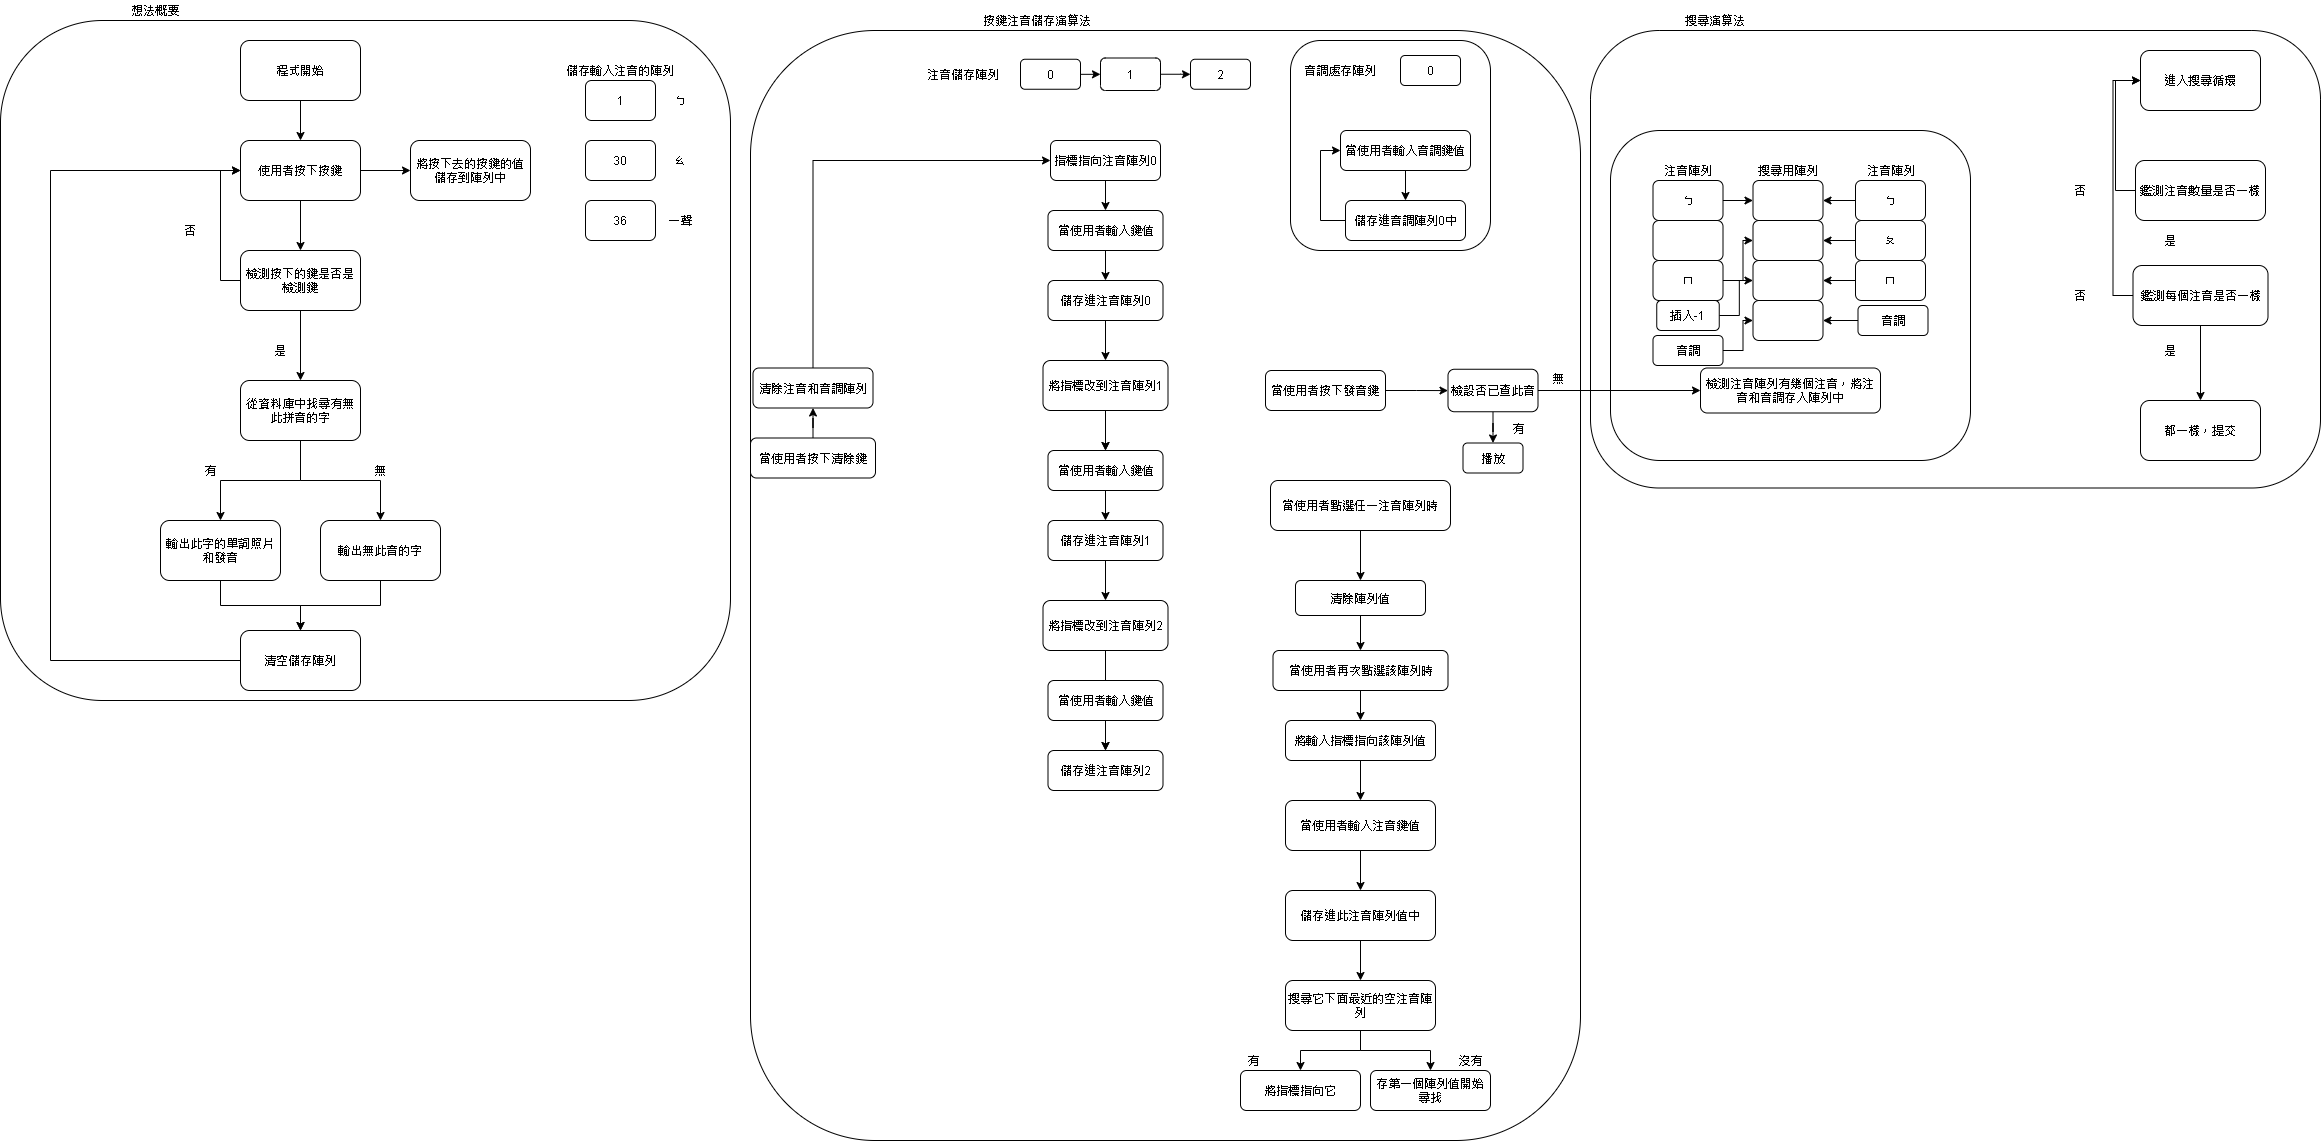 想法概要
程式開始
使用者按下按鍵
將按下去的按鍵的值
儲存到陣列中
否
檢測按下的鍵是否是
檢測鍵
是
從資料庫中找尋有無
此拼音的字
有
無
輸出此字的單詞照片
和發音
輸出無此音的字
清空儲存陣列
儲存輸入注音的陣列
1
ㄅ
30
ㄠ
36
一聲
按鍵注音儲存演算法
注音儲存陣列
0
1
2
音調處存陣列
0
當使用者輸入音調鍵值
儲存進音調陣列0中
指標指向注音陣列0
當使用者輸入鍵值
儲存進注音陣列0
將指標改到注音陣列1
當使用者輸入鍵值
儲存進注音陣列1
將指標改到注音陣列2
當使用者輸入鍵值
儲存進注音陣列2
清除注音和音調陣列
當使用者按下清除鍵
當使用者按下發音鍵
檢設否已查此音
無
有
播放
當使用者點選任一注音陣列時
清除陣列值
當使用者再次點選該陣列時
將輸入指標指向該陣列值
當使用者輸入注音鍵值
儲存進此注音陣列值中
搜尋它下面最近的空注音陣
列
有
沒有
將指標指向它
存第一個陣列值開始
尋找
搜尋演算法
注音陣列
搜尋用陣列
注音陣列
ㄅ
ㄅ
ㄆ
ㄇ
ㄇ
插入-1
音調
音調
檢測注音陣列有幾個注音，將注
音和音調存入陣列中
進入搜尋循環
否
鑑測注音數量是否一樣
是
否
鑑測每個注音是否一樣
是
都一樣，提交